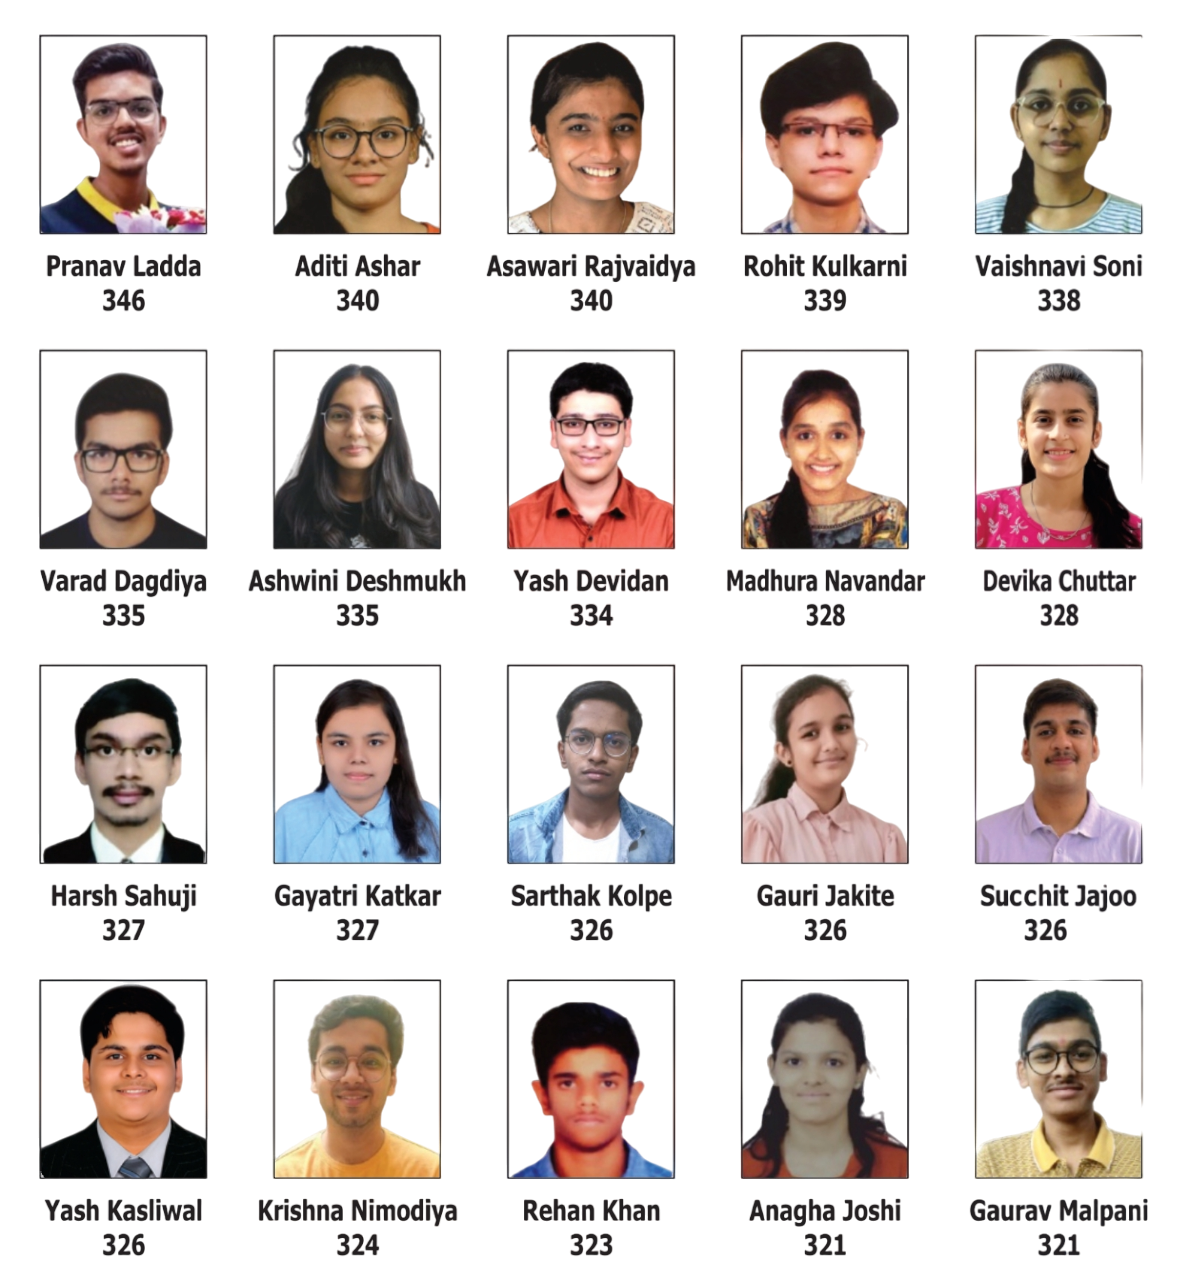 Pranav Ladda
346
Aditi Ashar
340
Asawari Rajvaidya
340
Rohit Kulkarni
339
Vaishnavi Soni
338
Varad Dagdiya
335
Ashwini Deshmukh
335
Yash Devidan
334
Madhura Navandar
328
Devika Chuttar
328
Harsh Sahuji
327
Gayatri Katkar
327
Sarthak Kolpe
326
Gauri Jakite
326
Succhit Jajoo
326
Yash Kasliwal
326
Krishna Nimodiya
324
Rehan Khan
323
Anagha Joshi
321
Gaurav Malpani
321